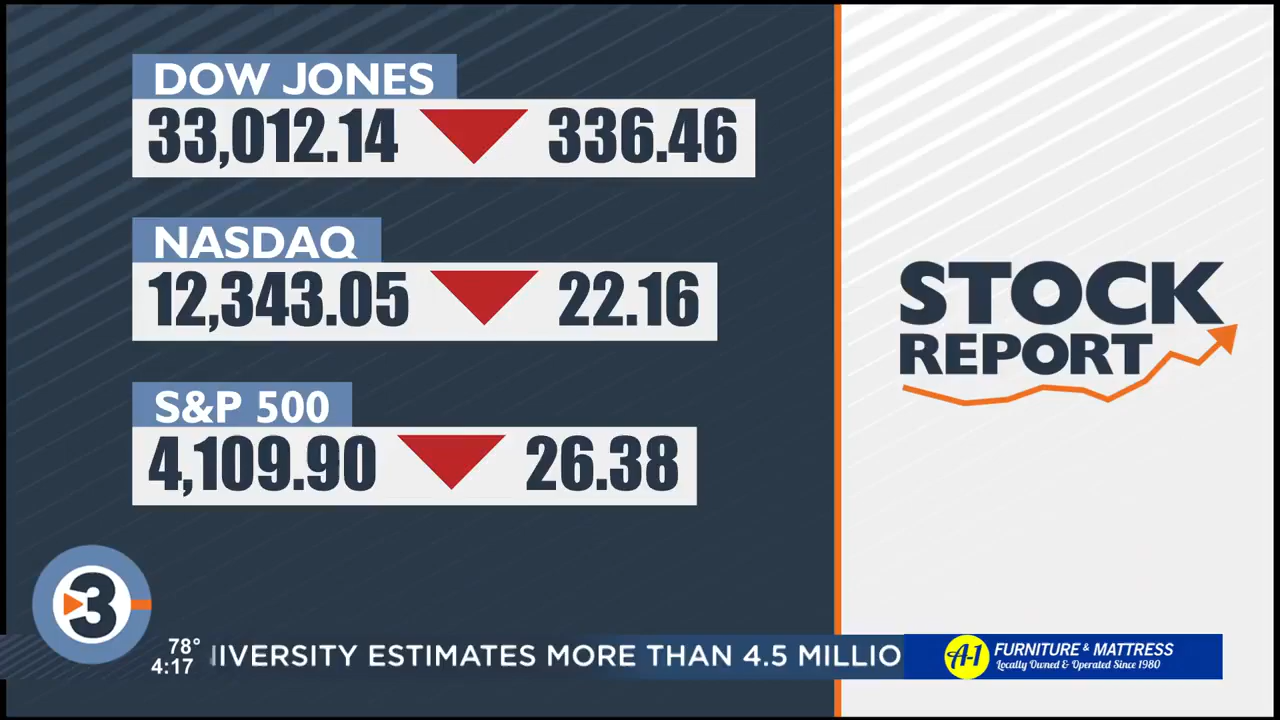 DOW JONES
33,012.14 336.46
NASDAQ
12,343.05 22.16
S&P 500
4,109.90 26.38
STOCK
REPORT
3
78°
4:17
IVERSITY ESTIMATES MORE THAN 4.5 MILLIO
A-1 FURNITURE & MATTRESS
Locally Owned & Operated Since 1980